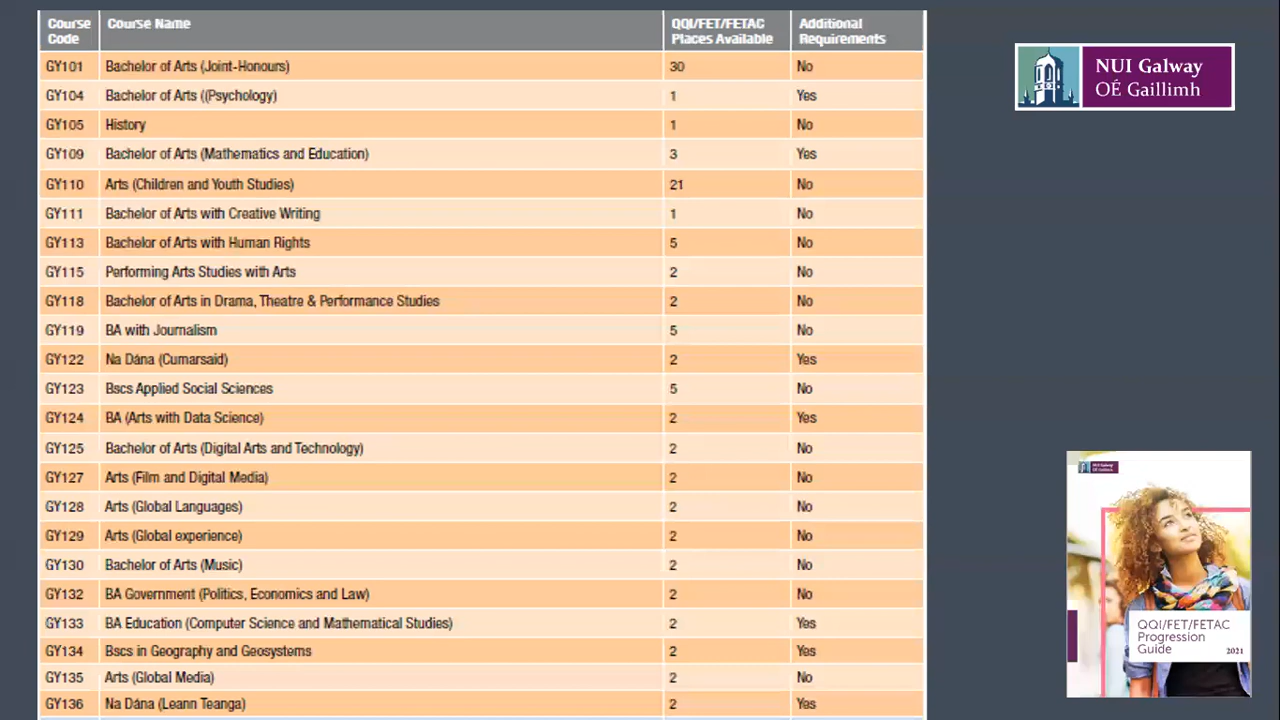 Course Code Course Name QQI/FET/FETAC Places Available Additional Requirements
GY101 Bachelor of Arts (Joint-Honours) 30 No
GY104 Bachelor of Arts ((Psychology) 1 Yes
GY105 History 1 No
GY109 Bachelor of Arts (Mathematics and Education) 3 Yes
GY110 Arts (Children and Youth Studies) 21 No
GY111 Bachelor of Arts with Creative Writing 1 No
GY113 Bachelor of Arts with Human Rights 5 No
GY115 Performing Arts Studies with Arts 2 No
GY118 Bachelor of Arts in Drama, Theatre & Performance Studies 2 No
GY119 BA with Journalism 5 No
GY122 Na Dána (Cumarsaid) 2 Yes
GY123 Bscs Applied Social Sciences 5 No
GY124 BA (Arts with Data Science) 2 Yes
GY125 Bachelor of Arts (Digital Arts and Technology) 2 No
GY127 Arts (Film and Digital Media) 2 No
GY128 Arts (Global Languages) 2 No
GY129 Arts (Global experience) 2 No
GY130 Bachelor of Arts (Music) 2 No
GY132 BA Government (Politics, Economics and Law) 2 No
GY133 BA Education (Computer Science and Mathematical Studies) 2 Yes
GY134 Bscs in Geography and Geosystems 2 Yes
GY135 Arts (Global Media) 2 No
GY136 Na Dána (Leann Teanga) 2 Yes
NUI Galway
OÉ Gaillimh
NUI Galway
OÉ Gaillimh
QQI/FET/FETAC
Progression
Guide 2021